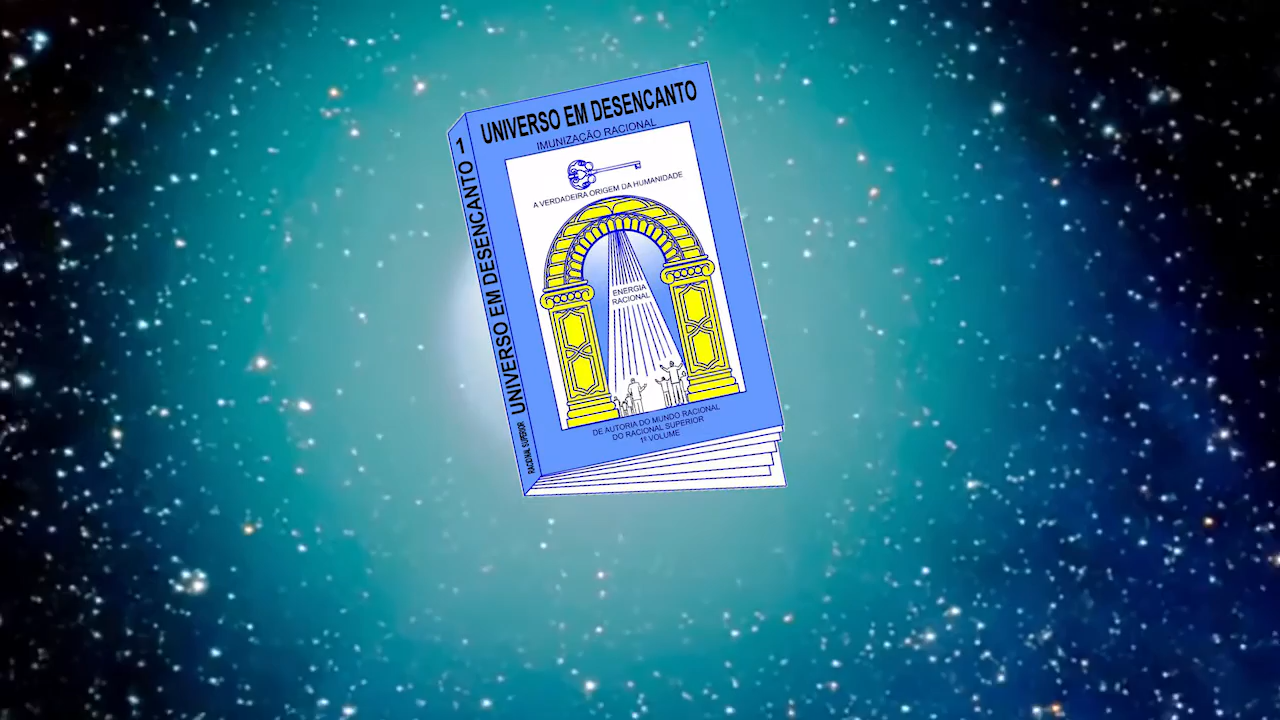 UNIVERSO EM DESENCANTO
IMUNIZAÇÃO RACIONAL
A VERDADEIRA ORIGEM DA HUMANIDADE
ENERGIA
RACIONAL
DE AUTORIA DO MUNDO RACIONAL
DO RACIONAL SUPERIOR
1º VOLUME
UNIVERSO EM DESENCANTO - 1
RACIONAL SUPERIOR